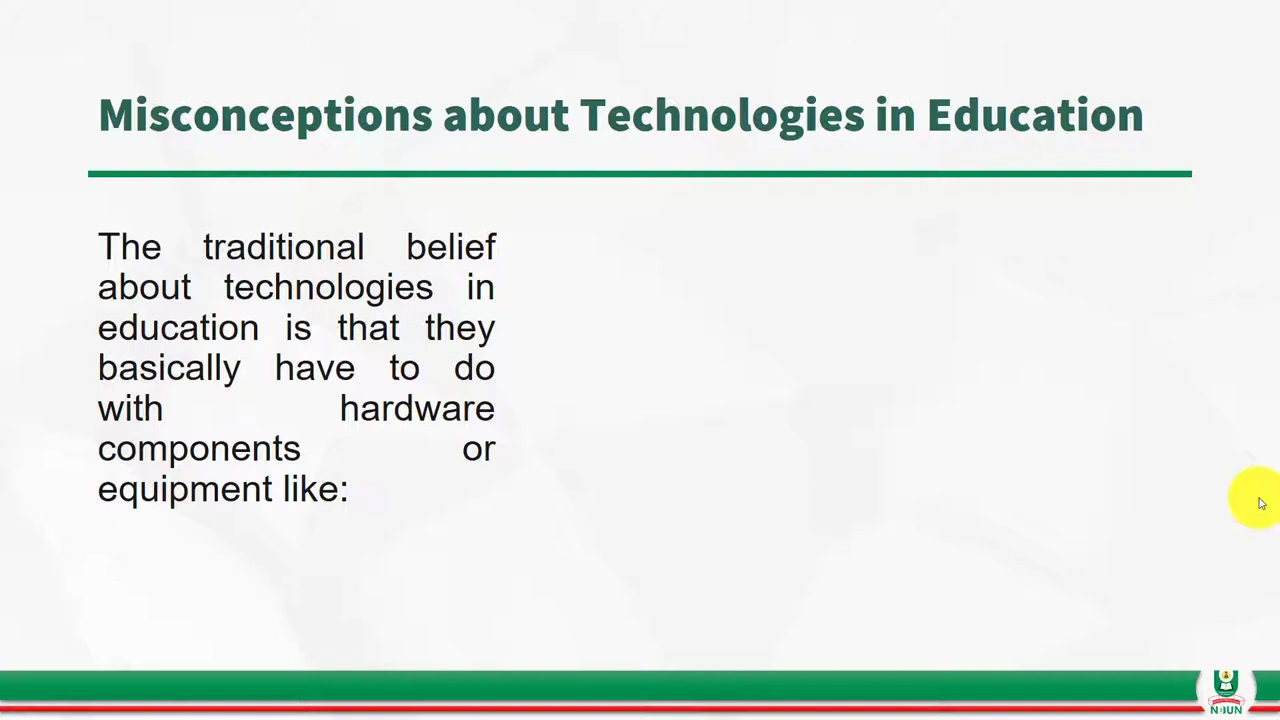 Misconceptions about Technologies in Education
The traditional belief
about technologies in
education is that they
basically have to do
with hardware
components or
equipment like:
NOUN